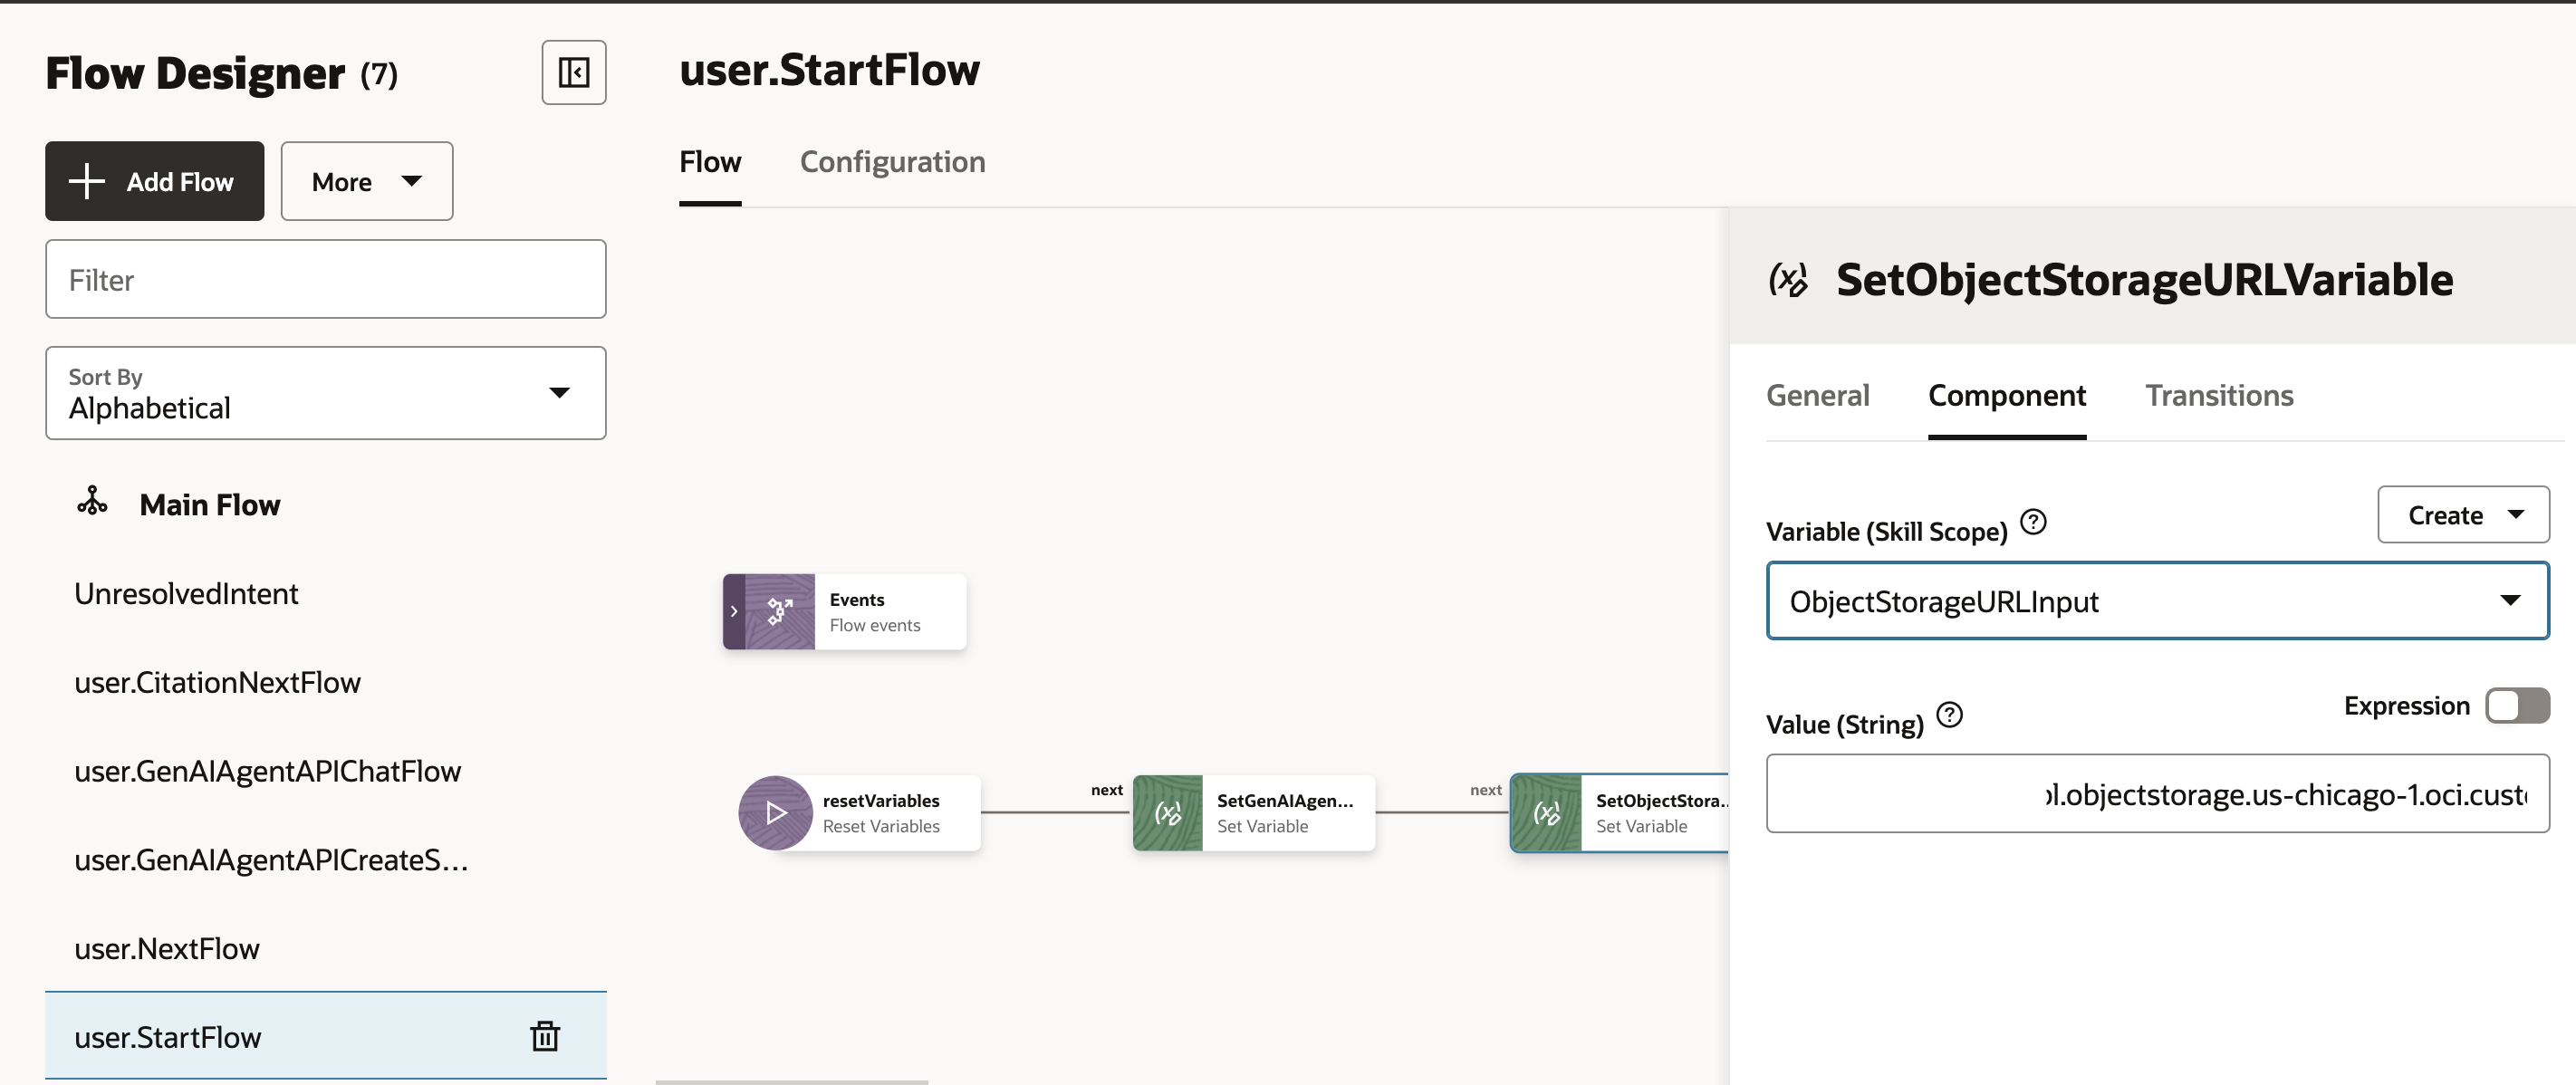 Flow Designer (7)
Add Flow
More
Filter
Sort By
Alphabetical
Main Flow
UnresolvedIntent
user.CitationNextFlow
user.GenAIAgentAPIChatFlow
user.GenAIAgentAPICreateS...
user.NextFlow
user.StartFlow
user.StartFlow
Flow Configuration
Events
Flow events
resetVariables
Reset Variables
next
SetGenAIAgen...
Set Variable
next
SetObjectStora..
Set Variable
SetObjectStorageURLVariable
General Component Transitions
Variable (Skill Scope)
Create
ObjectStorageURLInput
Value (String)
Expression
l.objectstorage.us-chicago-1.oci.cust